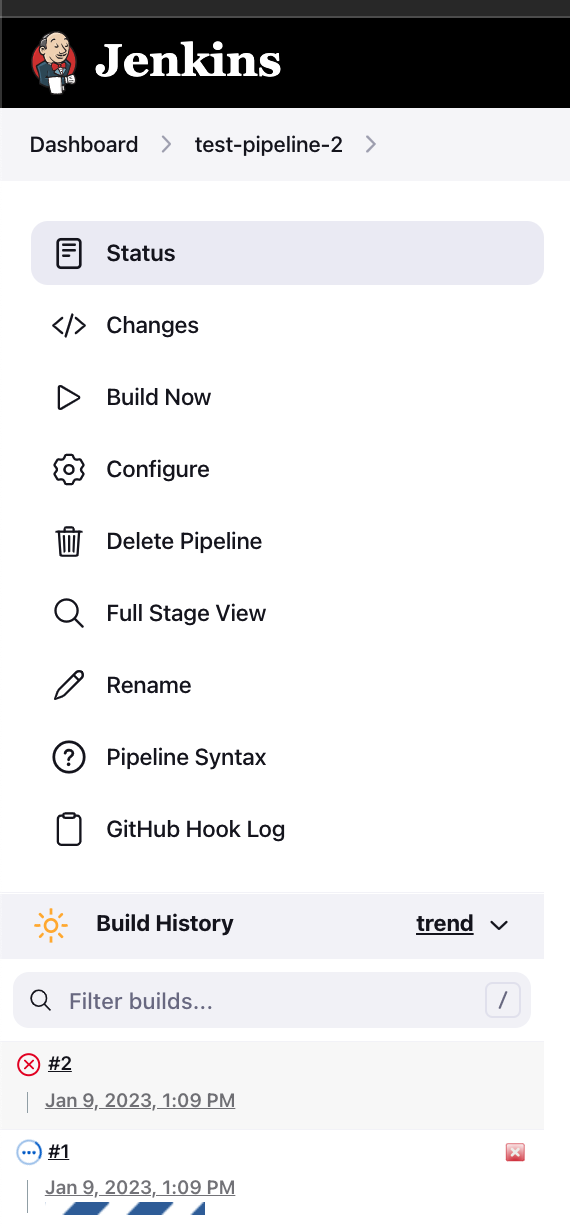 Jenkins
Dashboard > test-pipeline-2 >
Status
Changes
Build Now
Configure
Delete Pipeline
Full Stage View
Rename
Pipeline Syntax
GitHub Hook Log
Build History trend
Filter builds... /
#2
Jan 9, 2023, 1:09 PM
#1
Jan 9, 2023, 1:09 PM